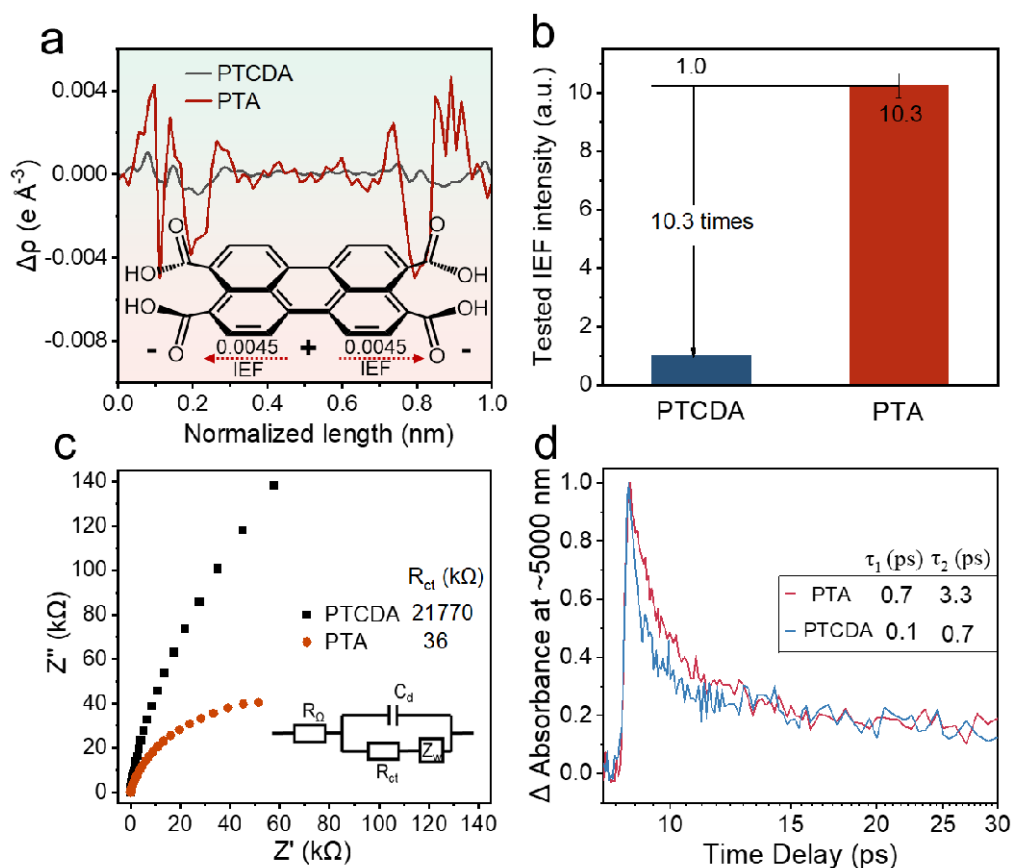 a
PTCDA
PTA
0.004
0.000
-0.004
-0.008
Δρ (e Å⁻³)
O
O
HO
OH
HO
OH
O
O
-
0.0045
+
0.0045
-
IEF
IEF
0.0
0.2
0.4
0.6
0.8
1.0
Normalized length (nm)
b
1.0
10.3
10.3 times
10
8
6
4
2
0
Tested IEF intensity (a.u.)
PTCDA
PTA
c
140
120
100
80
60
40
20
0
Z'' (kΩ)
R_ct (kΩ)
PTCDA 21770
PTA 36
C_d
R_Ω
R_ct
Z_w
0 20 40 60 80 100 120 140
Z' (kΩ)
d
1.0
0.8
0.6
0.4
0.2
0.0
Δ Absorbance at ~5000 nm
τ₁ (ps) τ₂ (ps)
PTA 0.7 3.3
PTCDA 0.1 0.7
10 15 20 25 30
Time Delay (ps)